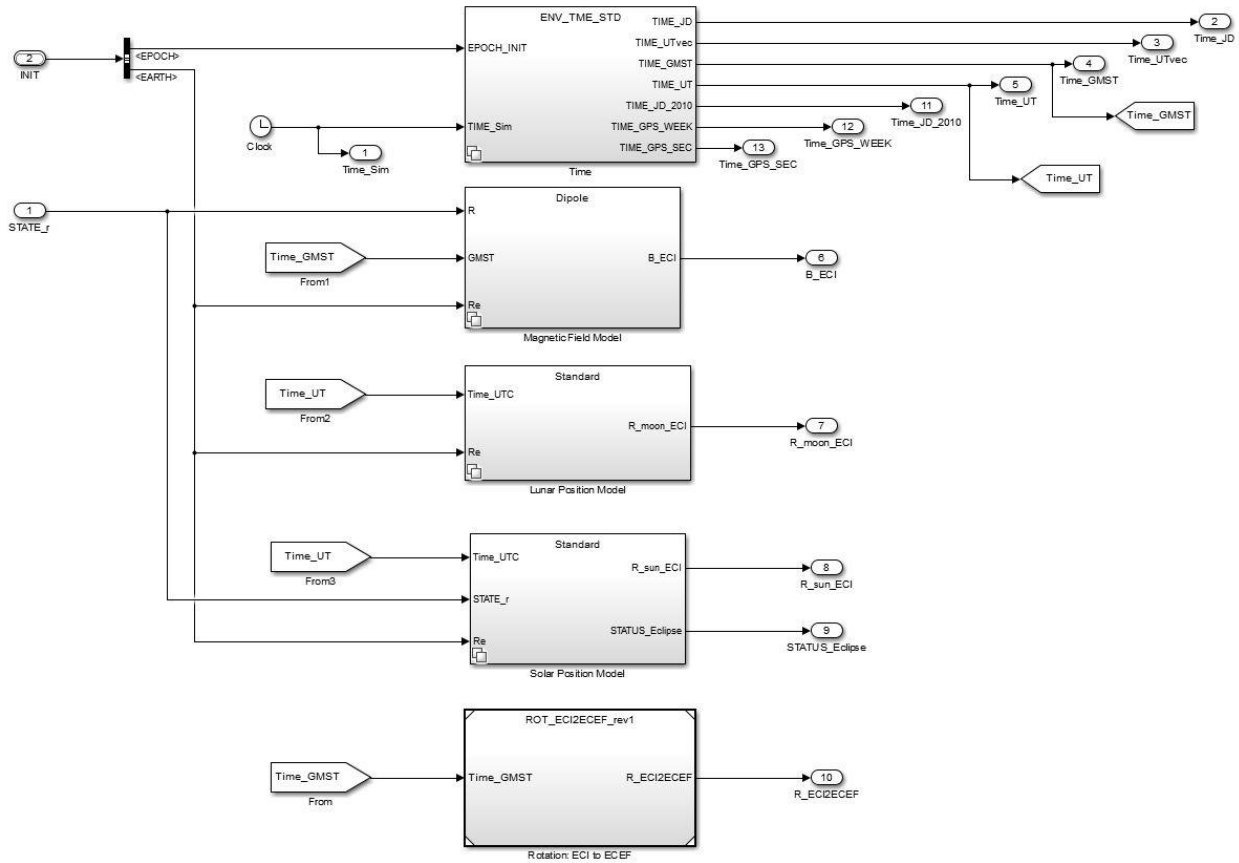 ENV_TME_STD
TIME_JD
2
Time_JD
EPOCH_INIT
TIME_UTvec
3
Time_UTvec
2
INIT
<EPOCH>
<EARTH>
TIME_GMST
4
Time_GMST
TIME_UT
5
Time_UT
TIME_JD_2010
11
Time_JD_2010
Time_GMST
Clock
TIME_Sim
TIME_GPS_WEEK
12
Time_GPS_WEEK
1
Time_Sim
TIME_GPS_SEC
13
Time_GPS_SEC
Time
Time_UT
1
STATE_r
Dipole
R
Time_GMST
From1
GMST
B_ECI
6
B_ECI
Re
Magnetic Field Model
Standard
Time_UT
From2
Time_UTC
R_moon_ECI
7
R_moon_ECI
Re
Lunar Position Model
Standard
Time_UT
From3
Time_UTC
R_sun_ECI
8
R_sun_ECI
STATE_r
STATUS_Eclipse
9
STATUS_Eclipse
Re
Solar Position Model
ROT_ECI2ECEF_rev1
Time_GMST
From
Time_GMST
R_ECI2ECEF
10
R_ECI2ECEF
Rotation: ECI to ECEF